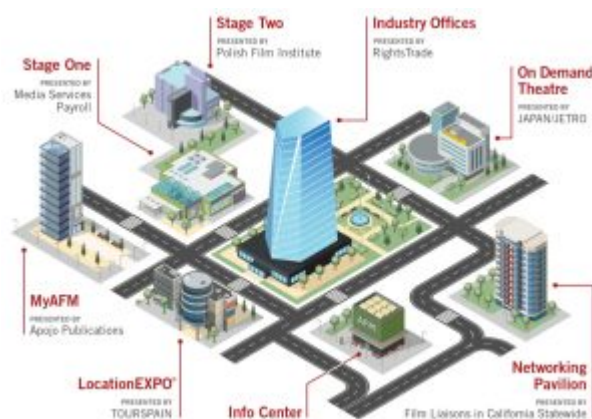 Stage Two
PRESENTED BY
Polish Film Institute
Industry Offices
PRESENTED BY
RightsTrade
Stage One
PRESENTED BY
Media Services
Payroll
On Demand
Theatre
PRESENTED BY
JAPAN/JETRO
MyAFM
PRESENTED BY
Apojo Publications
AFM
LocationEXPO
PRESENTED BY
TOURSPAIN
Info Center
Networking
Pavilion
PRESENTED BY
Film Liaisons in California Statewide